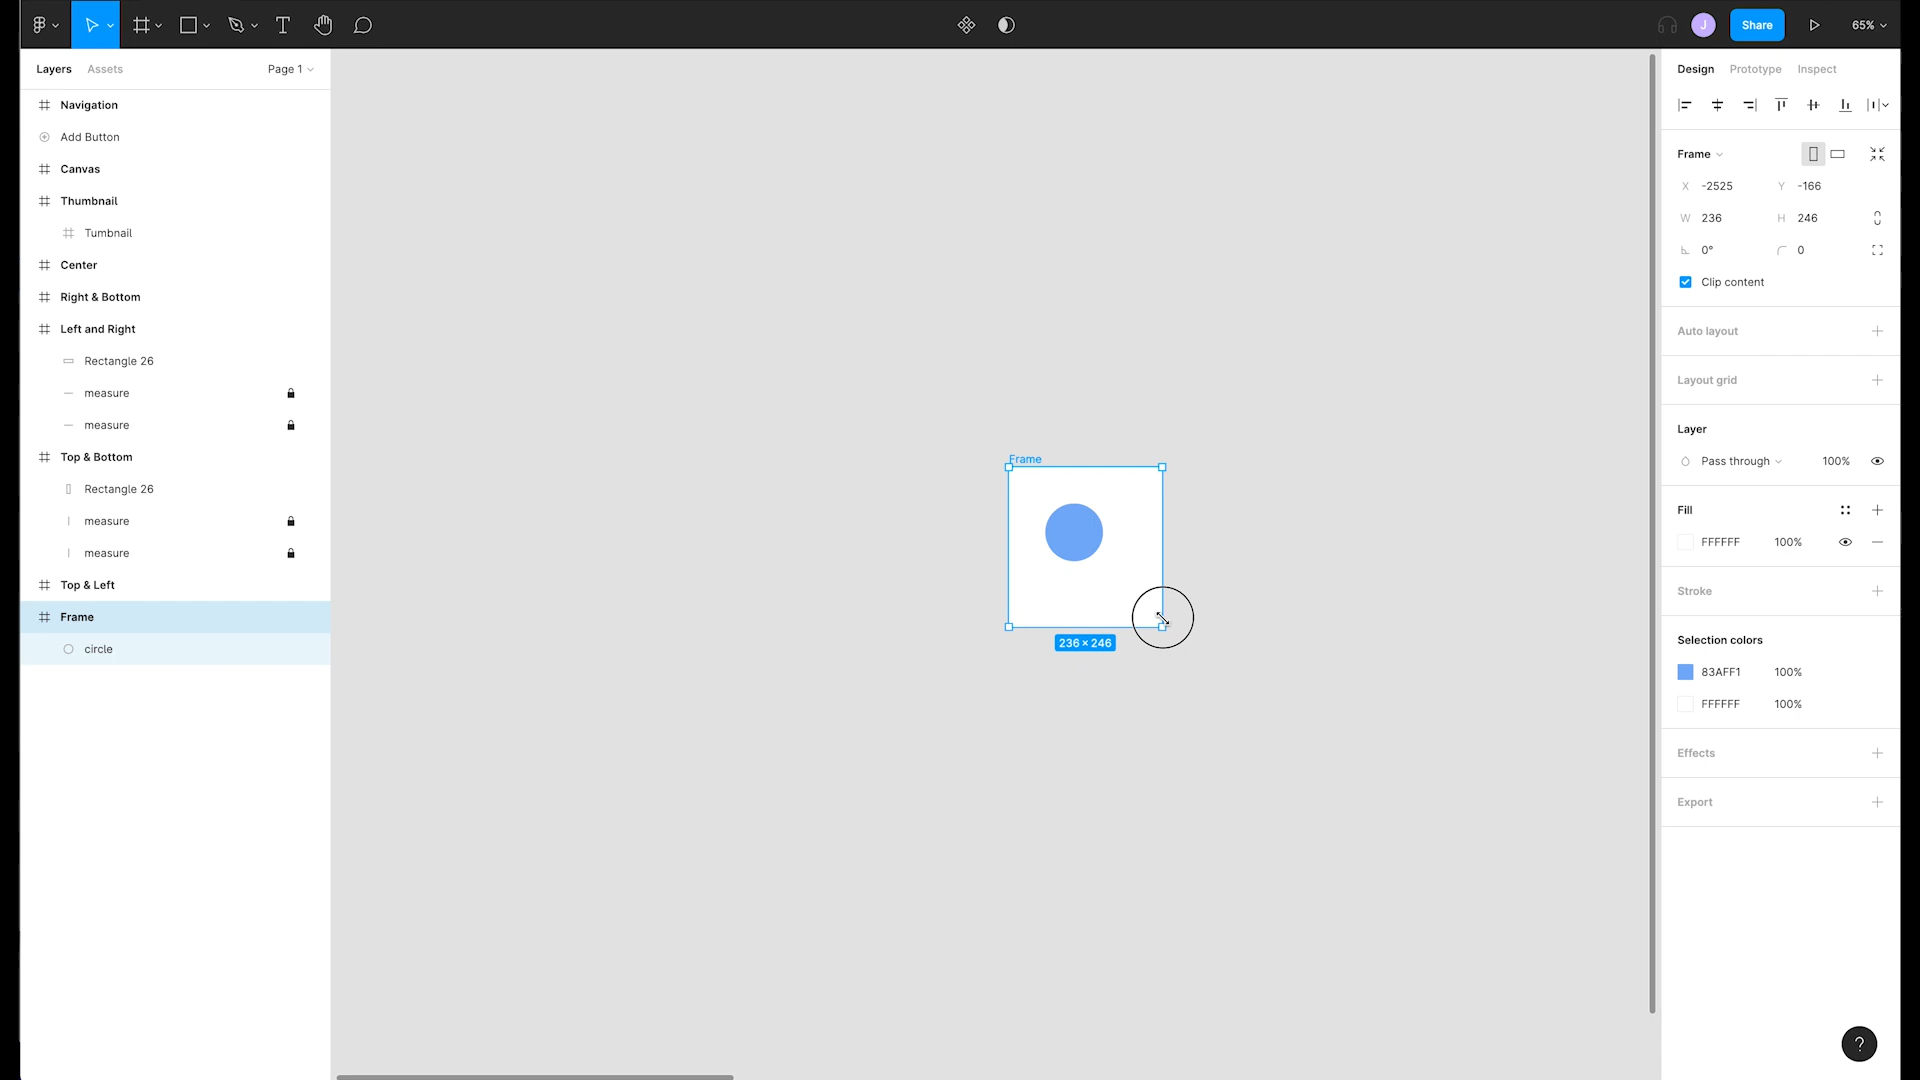 J
Share
65%
Layers Assets Page 1
Navigation
Add Button
Canvas
Thumbnail
Tumbnail
Center
Right & Bottom
Left and Right
Rectangle 26
measure
measure
Top & Bottom
Rectangle 26
measure
measure
Top & Left
Frame
circle
Frame
236 × 246
Design Prototype Inspect
Frame
X -2525 Y -166
W 236 H 246
0° 0
Clip content
Auto layout
Layout grid
Layer
Pass through 100%
Fill
FFFFFF 100%
Stroke
Selection colors
83AFF1 100%
FFFFFF 100%
Effects
Export
?